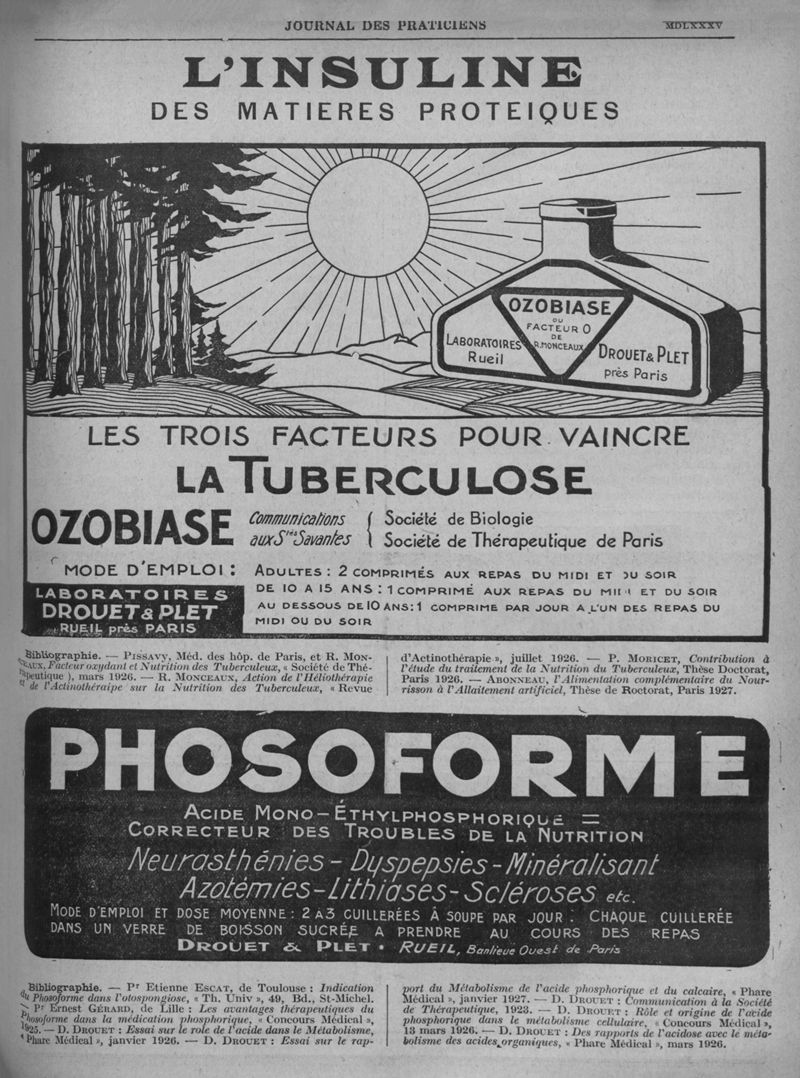 JOURNAL DES PRATICIENS
MDLXXXV
L'INSULINE
DES MATIERES PROTEIQUES
OZOBIASE
OU
FACTEUR O
DE
R. MONCEAUX
LABORATOIRES
Rueil
DROUET & PLET
près Paris
LES TROIS FACTEURS POUR VAINCRE
LA TUBERCULOSE
OZOBIASE
Communications
aux Stés Savantes
Société de Biologie
Société de Thérapeutique de Paris
MODE D'EMPLOI :
ADULTES : 2 COMPRIMÉS AUX REPAS DU MIDI ET DU SOIR
DE 10 A 15 ANS : 1 COMPRIMÉ AUX REPAS DU MIDI ET DU SOIR
AU DESSOUS DE 10 ANS : 1 COMPRIME PAR JOUR A L'UN DES REPAS DU
MIDI OU DU SOIR
LABORATOIRES
DROUET & PLET
RUEIL près PARIS
Bibliographie. — PISSAVY, Méd. des hôp. de Paris, et R. MON-
CEAUX, Facteur oxydant et Nutrition des Tuberculeux, « Société de Thé-
rapeutique ), mars 1926. — R. MONCEAUX, Action de l'Héliothérapie
et de l'Actinothéraipe sur la Nutrition des Tuberculeux, « Revue
d'Actinothérapie », juillet 1926. — P. MORICET, Contribution à
l'étude du traitement de la Nutrition du Tuberculeux, Thèse Doctorat,
Paris 1926. — ABONNEAU, l'Alimentation complémentaire du Nour-
risson à l'Allaitement artificiel, Thèse de Roctorat, Paris 1927.
PHOSOFORME
ACIDE MONO-ÉTHYLPHOSPHORIQUE =
CORRECTEUR DES TROUBLES DE LA NUTRITION
Neurasthénies - Dyspepsies - Minéralisant
Azotémies - Lithiases - Scléroses etc.
MODE D'EMPLOI ET DOSE MOYENNE : 2 A 3 CUILLERÉES À SOUPE PAR JOUR. CHAQUE CUILLERÉE
DANS UN VERRE DE BOISSON SUCRÉE A PRENDRE AU COURS DES REPAS
DROUET & PLET • RUEIL, Banlieue Ouest de Paris
Bibliographie. — Pr Etienne ESCAT, de Toulouse : Indication
du Phosoforme dans l'otospongiose, « Th. Univ », 49, Bd., St-Michel.
— Pr Ernest GÉRARD, de Lille : Les avantages thérapeutiques du
Phosoforme dans la médication phosphorique, « Concours Médical »,
1925. — D. DROUET : Essai sur le role de l'acide dans le Métabolisme,
« Phare Médical », janvier 1926. — D. DROUET : Essai sur le rap-
port du Métabolisme de l'acide phosphorique et du calcaire, « Phare
Médical », janvier 1927. — D. DROUET : Communication à la Société
de Thérapeutique, 1923. — D. DROUET : Rôle et origine de l'acide
phosphorique dans le métabolisme cellulaire, « Concours Médical »,
13 mars 1926. — D. DROUET : Des rapports de l'acidose avec le méta-
bolisme des acides organiques, « Phare Médical », mars 1926.